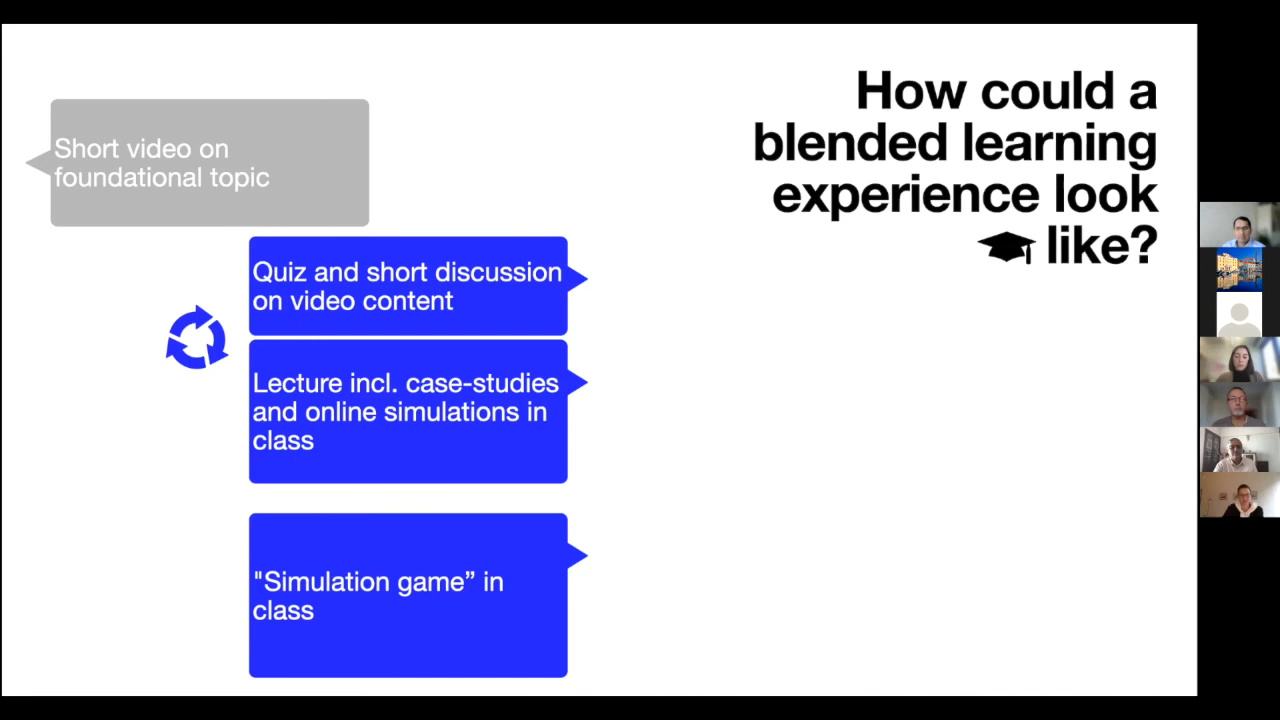 How could a
blended learning
experience look
like?
Short video on
foundational topic
Quiz and short discussion
on video content
Lecture incl. case-studies
and online simulations in
class
"Simulation game” in
class